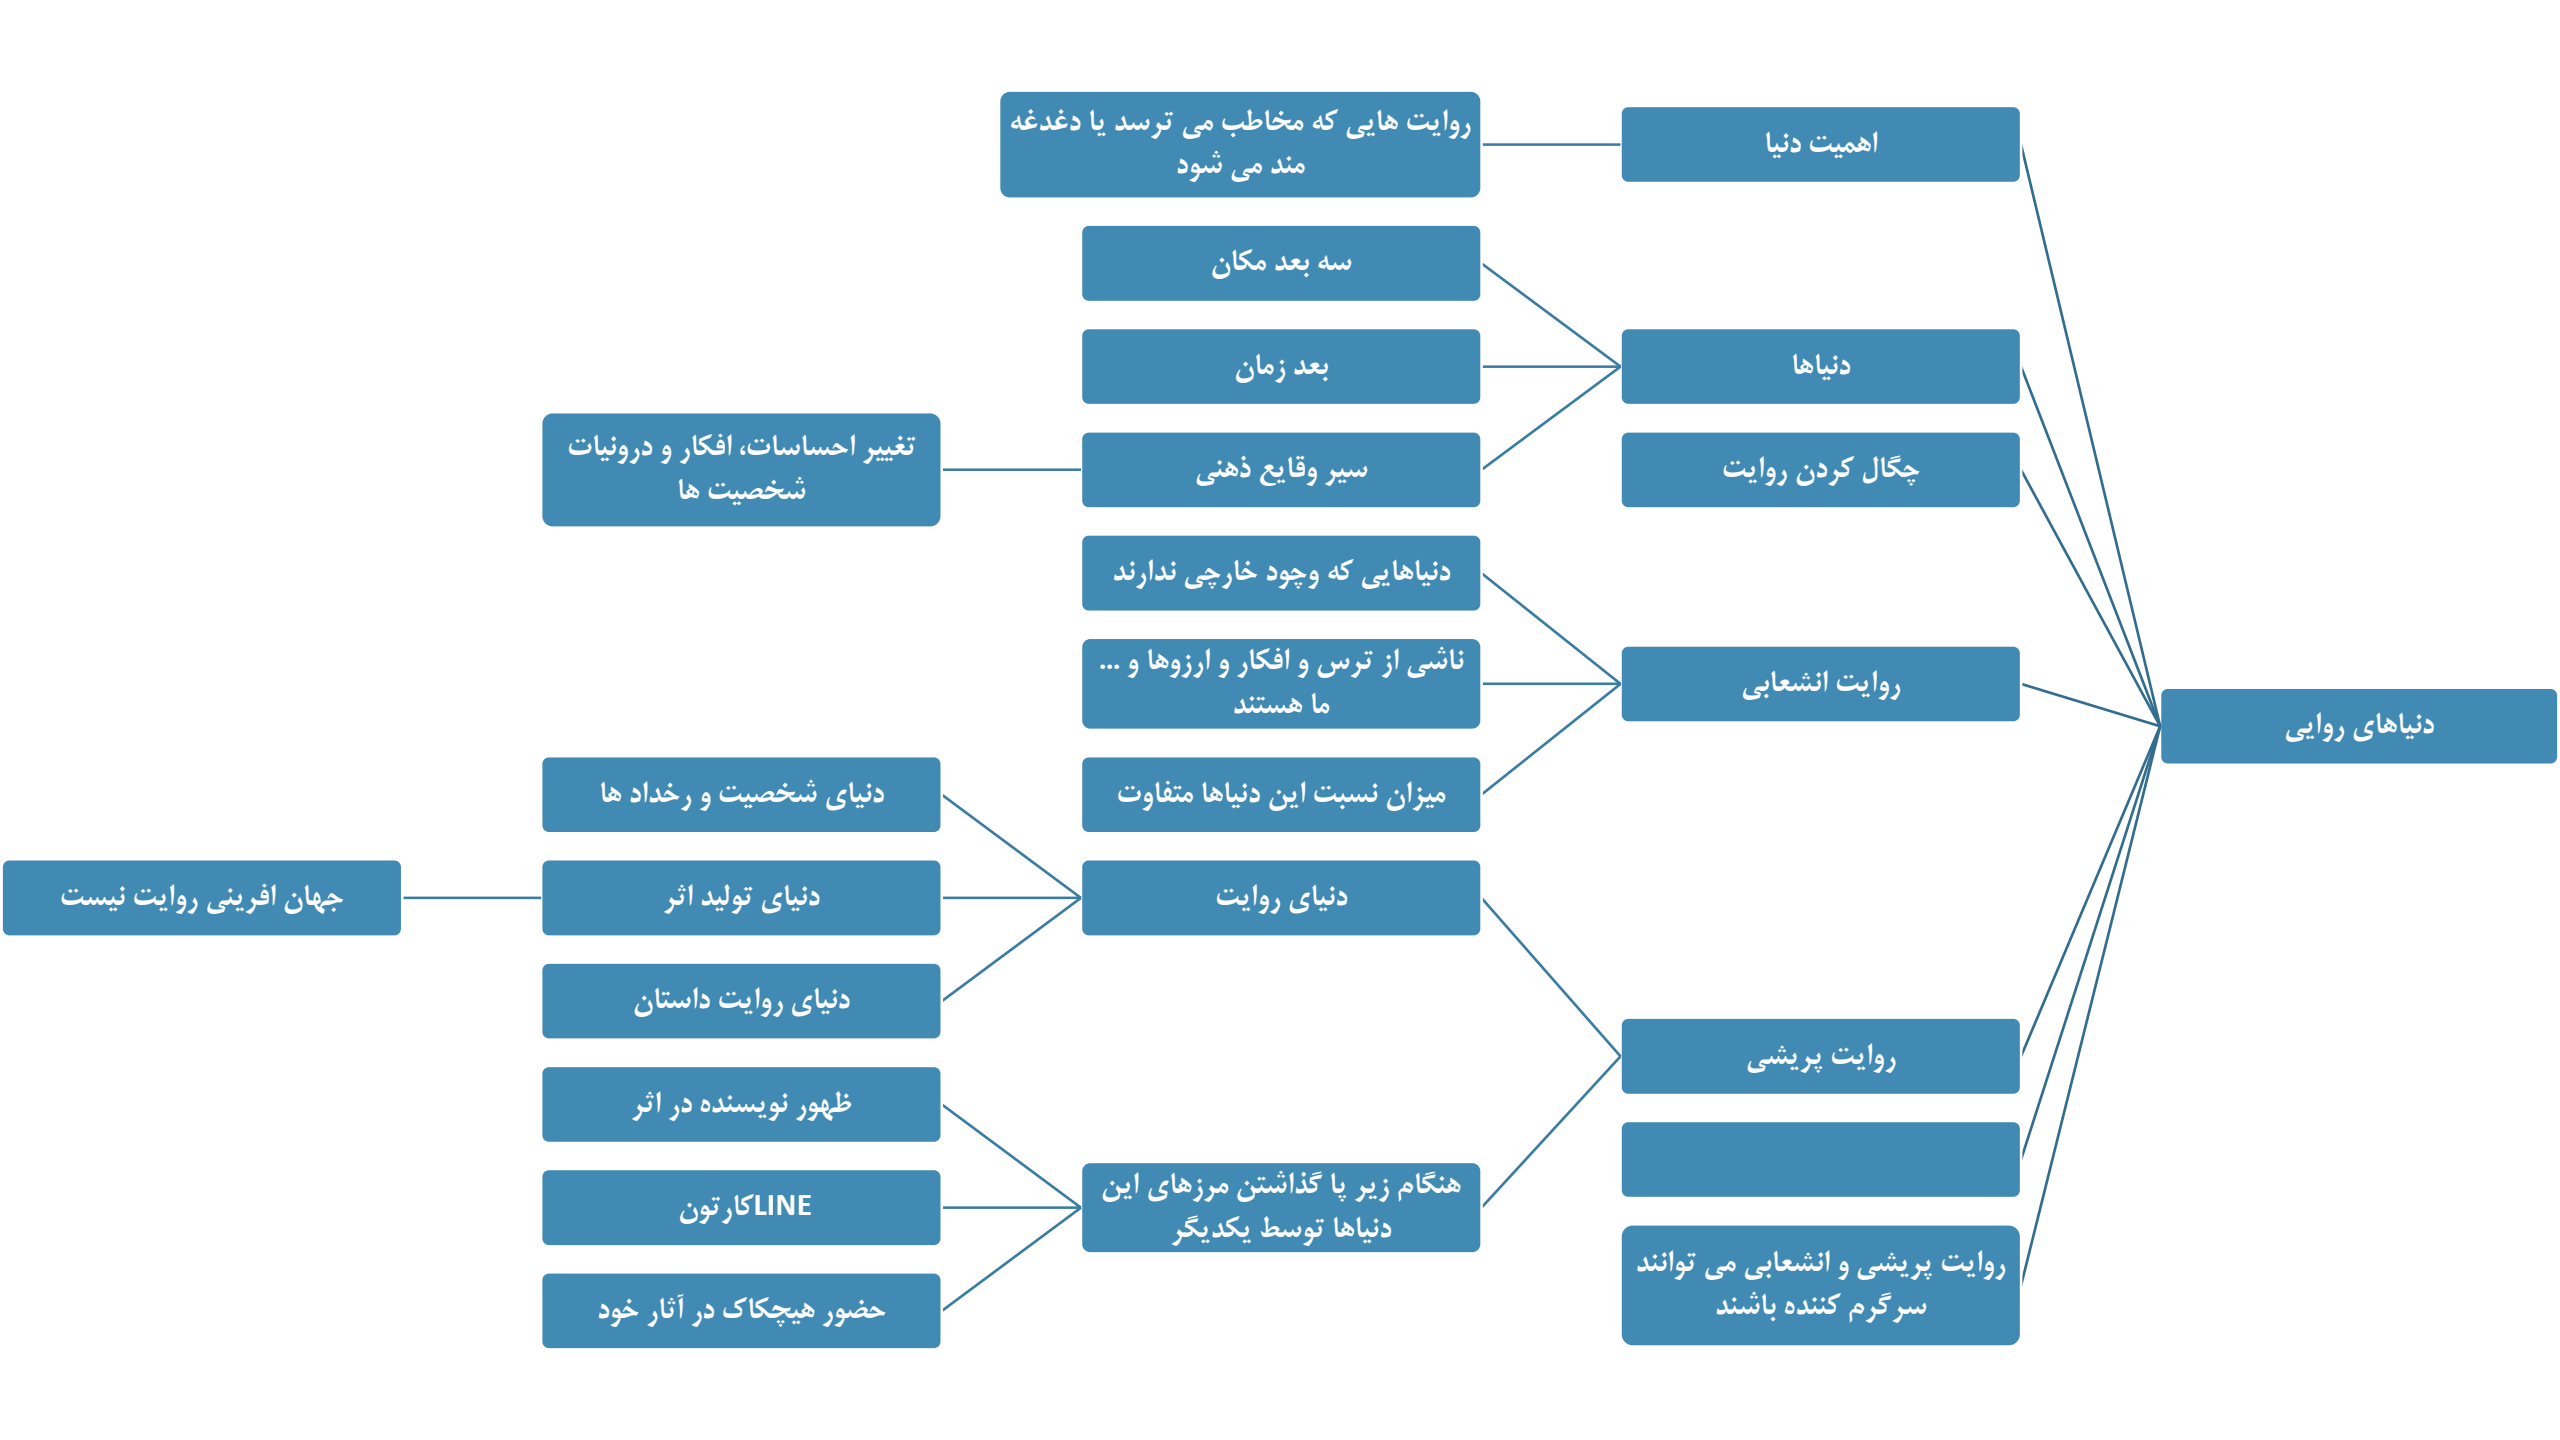 دنیاهای روایی
اهمیت دنیا
روایت هایی که مخاطب می ترسد یا دغدغه
مند می شود
دنیاها
سه بعد مکان
بعد زمان
سیر وقایع ذهنی
تغییر احساسات، افکار و درونیات
شخصیت ها
چگال کردن روایت
روایت انشعابی
دنیاهایی که وجود خارچی ندارند
ناشی از ترس و افکار و ارزوها و ...
ما هستند
میزان نسبت این دنیاها متفاوت
روایت پریشی
دنیای روایت
دنیای شخصیت و رخداد ها
دنیای تولید اثر
جهان افرینی روایت نیست
دنیای روایت داستان
هنگام زیر پا گذاشتن مرزهای این
دنیاها توسط یکدیگر
ظهور نویسنده در اثر
کارتونLINE
حضور هیچکاک در آثار خود
روایت پریشی و انشعابی می توانند
سرگرم کننده باشند